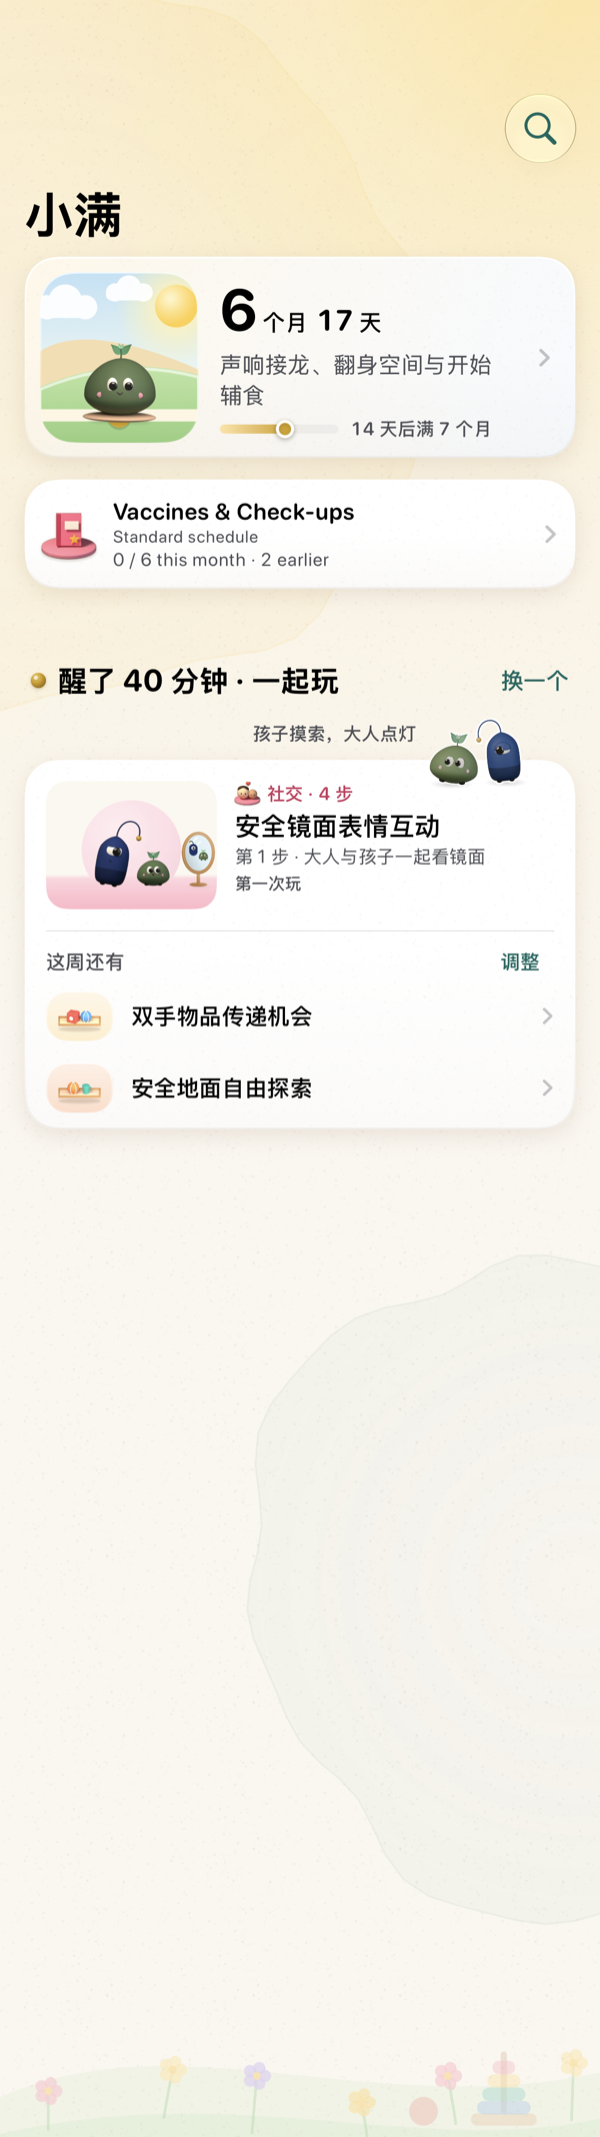 小满
6 个月 17 天
声响接龙、翻身空间与开始
辅食
14 天后满 7 个月
Vaccines & Check-ups
Standard schedule
0 / 6 this month · 2 earlier
醒了 40 分钟 · 一起玩
换一个
孩子摸索，大人点灯
社交 · 4 步
安全镜面表情互动
第 1 步 · 大人与孩子一起看镜面
第一次玩
这周还有
调整
双手物品传递机会
安全地面自由探索